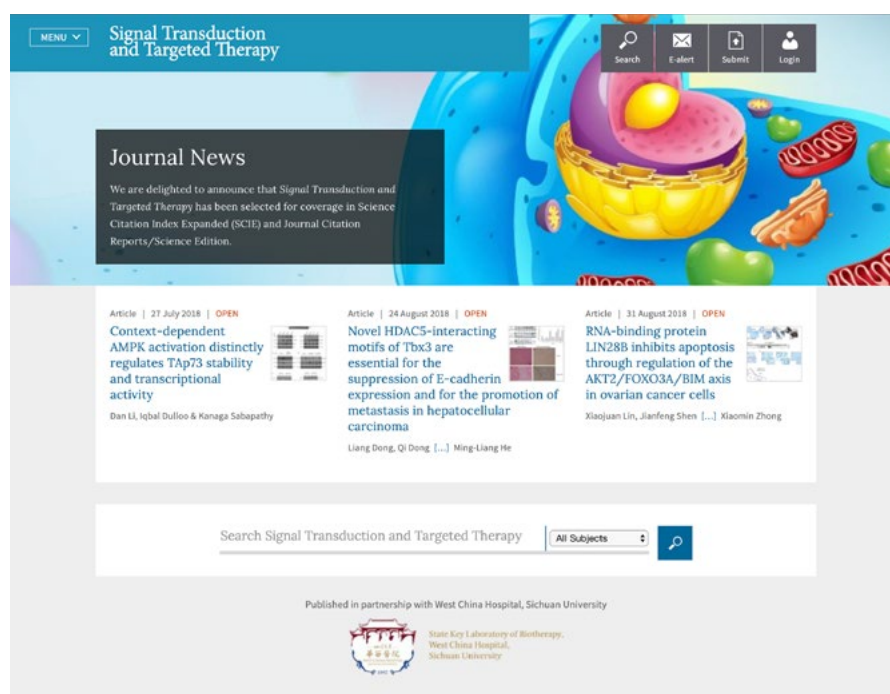 MENU
Signal Transduction
and Targeted Therapy
Search
E-alert
Submit
Login
Journal News
We are delighted to announce that Signal Transduction and
Targeted Therapy has been selected for coverage in Science
Citation Index Expanded (SCIE) and Journal Citation
Reports/Science Edition.
Article | 27 July 2018 | OPEN
Context-dependent
AMPK activation distinctly
regulates TAp73 stability
and transcriptional
activity
Dan Li, Iqbal Dulloo & Kanaga Sabapathy
Article | 24 August 2018 | OPEN
Novel HDAC5-interacting
motifs of Tbx3 are
essential for the
suppression of E-cadherin
expression and for the promotion of
metastasis in hepatocellular
carcinoma
Liang Dong, Qi Dong [...] Ming-Liang He
Article | 31 August 2018 | OPEN
RNA-binding protein
LIN28B inhibits apoptosis
through regulation of the
AKT2/FOXO3A/BIM axis
in ovarian cancer cells
Xiaojuan Lin, Jianfeng Shen [...] Xiaomin Zhong
Search Signal Transduction and Targeted Therapy
All Subjects
Published in partnership with West China Hospital, Sichuan University
State Key Laboratory of Biotherapy,
West China Hospital,
Sichuan University